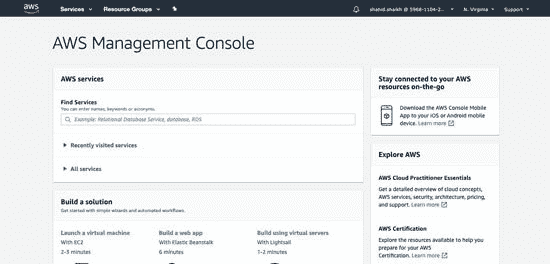 aws Services Resource Groups shahid.shaikh @ 5960-1104-2... N. Virginia Support
AWS Management Console
AWS services
Find Services
You can enter names, keywords or acronyms.
Example: Relational Database Service, database, RDS
Recently visited services
All services
Build a solution
Get started with simple wizards and automated workflows.
Launch a virtual machine
With EC2
2-3 minutes
Build a web app
With Elastic Beanstalk
6 minutes
Build using virtual servers
With Lightsail
1-2 minutes
Stay connected to your AWS
resources on-the-go
Download the AWS Console Mobile
App to your iOS or Android mobile
device. Learn more
Explore AWS
AWS Cloud Practitioner Essentials
Get a detailed overview of cloud concepts,
AWS services, security, architecture, pricing,
and support. Learn more
AWS Certification
Explore the resources available to help you
prepare for your AWS
Certification. Learn more